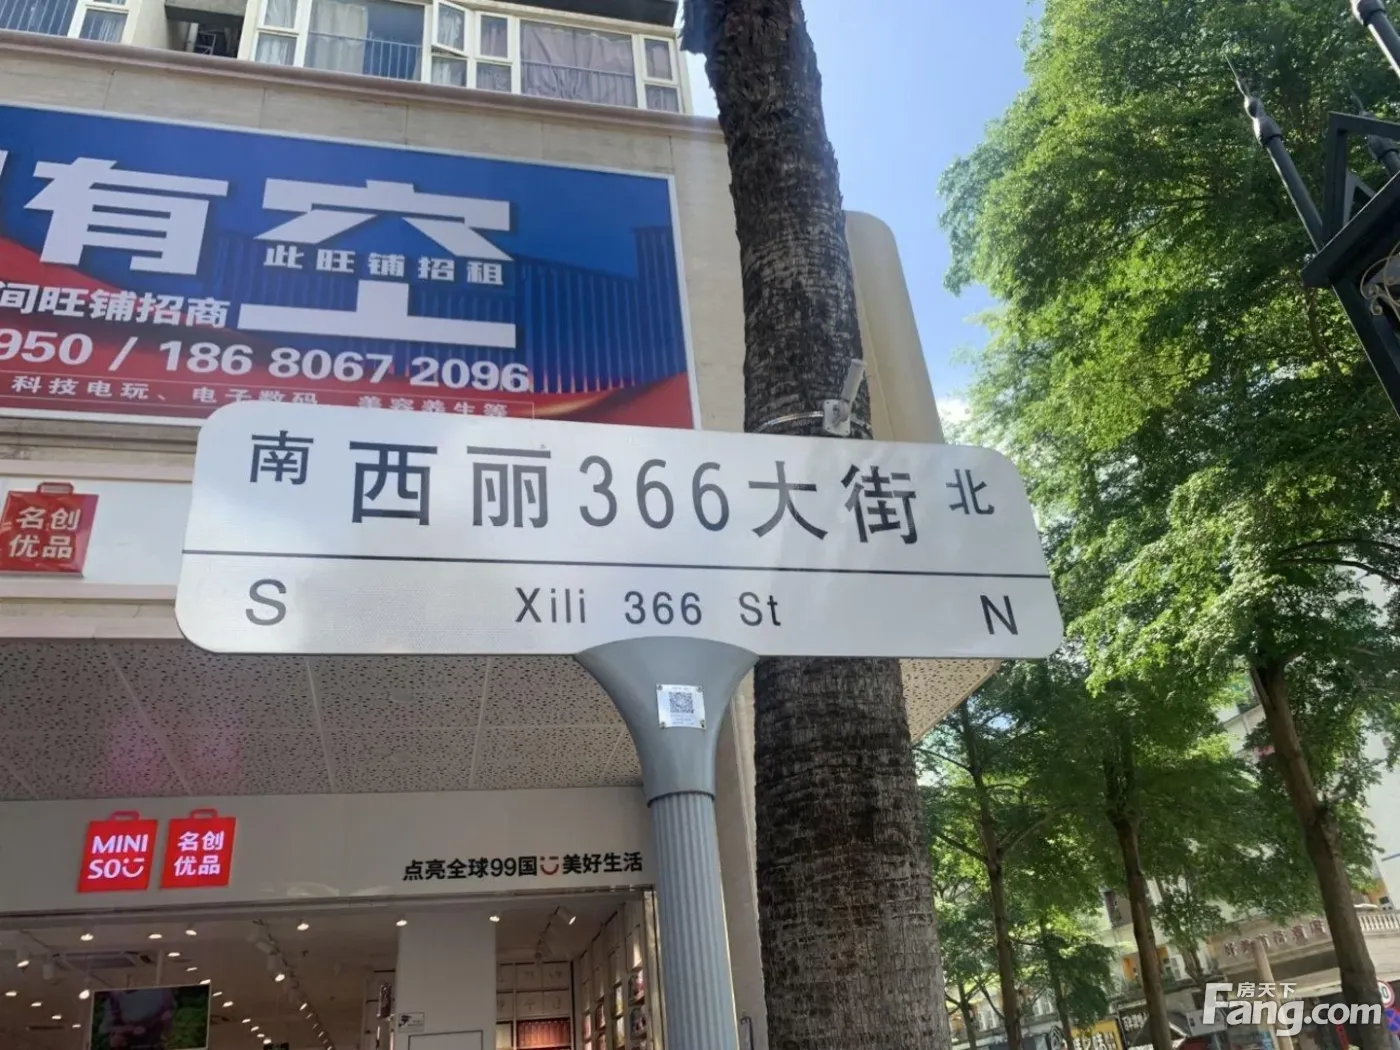 有空
此旺铺招租
间旺铺招商
950 / 186 8067 2096
科技电玩、电子数码、美容养生等
名创
优品
南 西丽366大街 北
S Xili 366 St N
MINI
SO
名创
优品
点亮全球99国美好生活
房天下
Fang.com